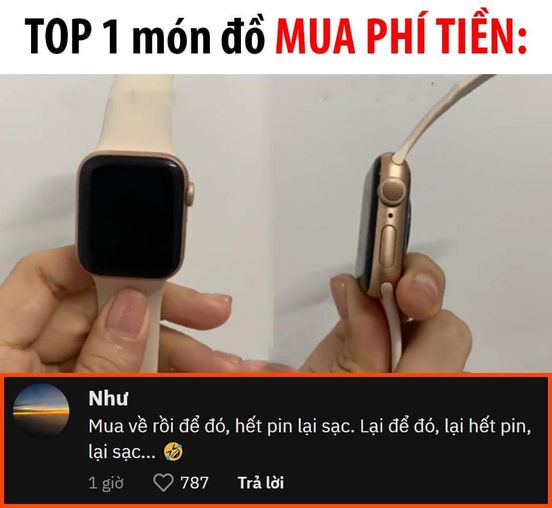 TOP 1 món đồ MUA PHÍ TIỀN:
Như
Mua về rồi để đó, hết pin lại sạc. Lại để đó, lại hết pin,
lại sạc... 🤣
1 giờ 787 Trả lời